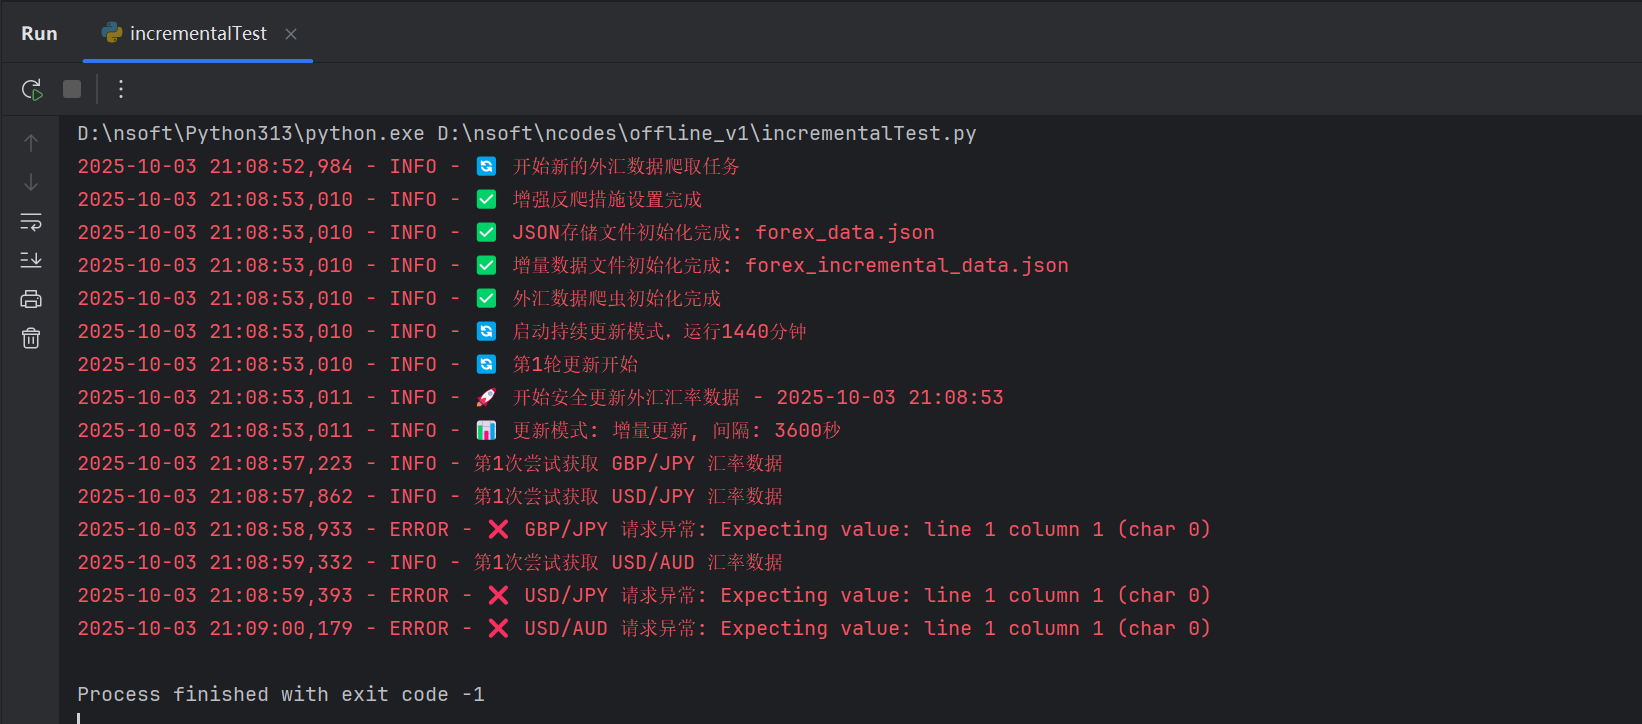 Run incrementalTest
D:\nsoft\Python313\python.exe D:\nsoft\ncodes\offline_v1\incrementalTest.py
2025-10-03 21:08:52,984 - INFO - 🔄 开始新的外汇数据爬取任务
2025-10-03 21:08:53,010 - INFO - ✅ 增强反爬措施设置完成
2025-10-03 21:08:53,010 - INFO - ✅ JSON存储文件初始化完成: forex_data.json
2025-10-03 21:08:53,010 - INFO - ✅ 增量数据文件初始化完成: forex_incremental_data.json
2025-10-03 21:08:53,010 - INFO - ✅ 外汇数据爬虫初始化完成
2025-10-03 21:08:53,010 - INFO - 🔄 启动持续更新模式，运行1440分钟
2025-10-03 21:08:53,010 - INFO - 🔄 第1轮更新开始
2025-10-03 21:08:53,011 - INFO - 🚀 开始安全更新外汇汇率数据 - 2025-10-03 21:08:53
2025-10-03 21:08:53,011 - INFO - 📊 更新模式: 增量更新, 间隔: 3600秒
2025-10-03 21:08:57,223 - INFO - 第1次尝试获取 GBP/JPY 汇率数据
2025-10-03 21:08:57,862 - INFO - 第1次尝试获取 USD/JPY 汇率数据
2025-10-03 21:08:58,933 - ERROR - ❌ GBP/JPY 请求异常: Expecting value: line 1 column 1 (char 0)
2025-10-03 21:08:59,332 - INFO - 第1次尝试获取 USD/AUD 汇率数据
2025-10-03 21:08:59,393 - ERROR - ❌ USD/JPY 请求异常: Expecting value: line 1 column 1 (char 0)
2025-10-03 21:09:00,179 - ERROR - ❌ USD/AUD 请求异常: Expecting value: line 1 column 1 (char 0)
Process finished with exit code -1